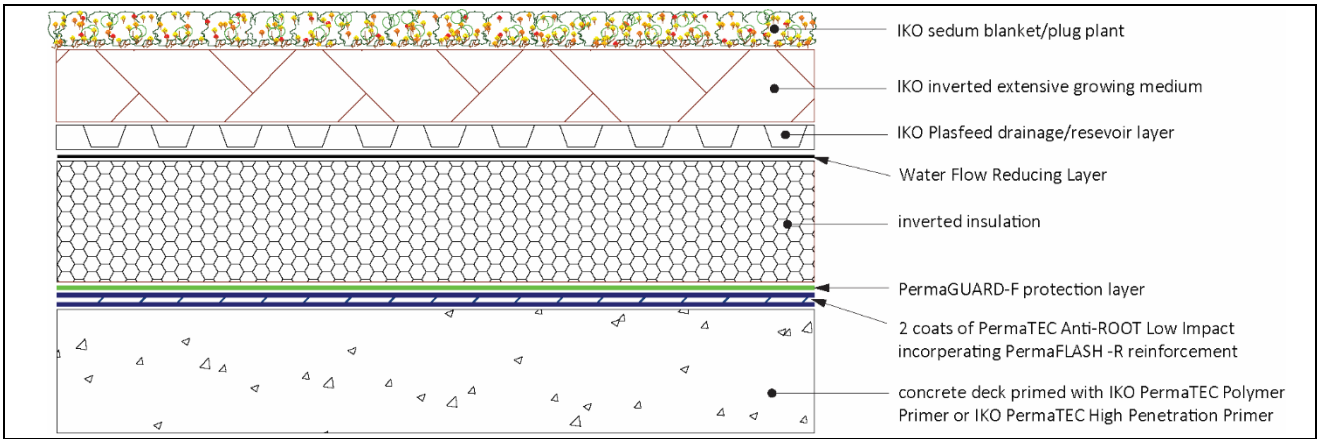 IKO sedum blanket/plug plant
IKO inverted extensive growing medium
IKO Plasfeed drainage/resevoir layer
Water Flow Reducing Layer
inverted insulation
PermaGUARD-F protection layer
2 coats of PermaTEC Anti-ROOT Low Impact
incorperating PermaFLASH -R reinforcement
concrete deck primed with IKO PermaTEC Polymer
Primer or IKO PermaTEC High Penetration Primer